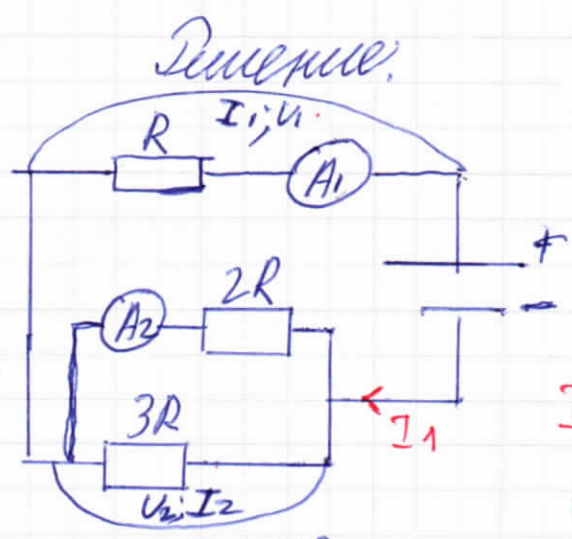 Решение:
I₁; U₁.
R
A₁
+
2R
A₂
-
3R
I₁
U₂; I₂